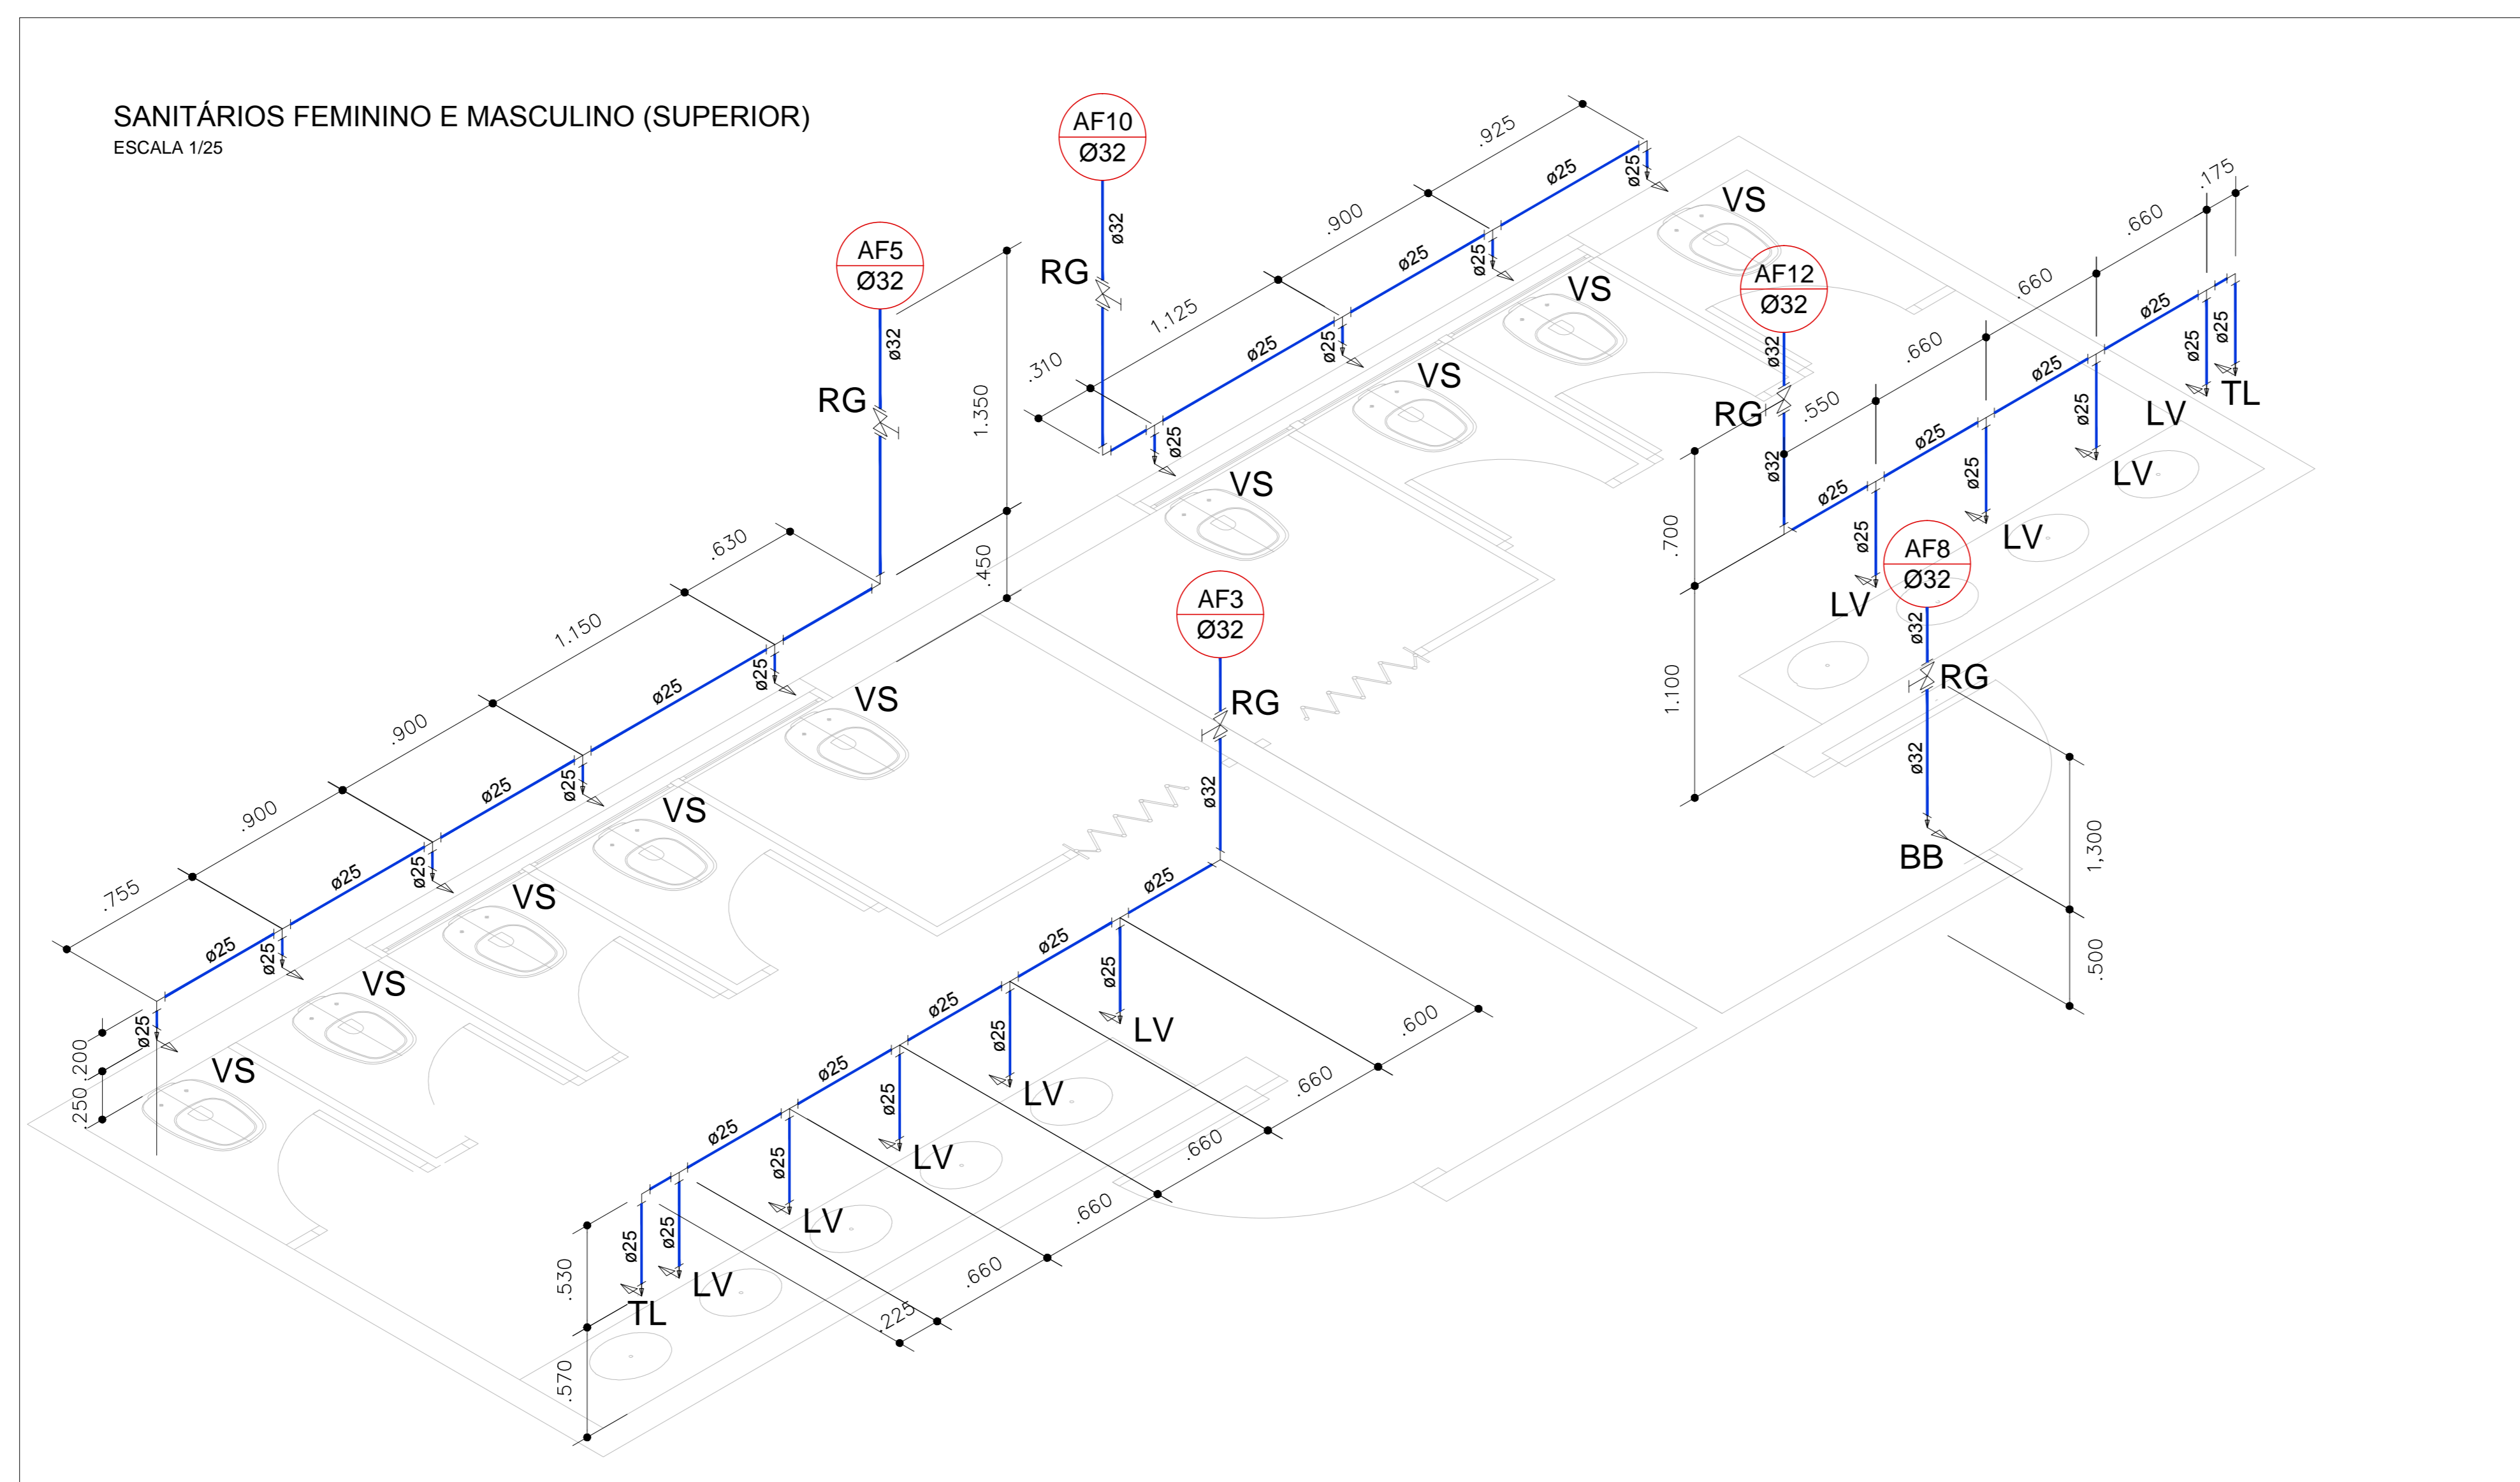 SANITÁRIOS FEMININO E MASCULINO (SUPERIOR)
ESCALA 1/25
AF10
Ø32
ø32
RG
.310
1.125
.900
.925
ø25
ø25
ø25
ø25
ø25
ø25
ø25
VS
VS
VS
VS
AF5
Ø32
ø32
RG
1.350
.450
.630
1.150
.900
.900
.755
ø25
ø25
ø25
ø25
ø25
ø25
ø25
ø25
ø25
.200
.250
VS
VS
VS
VS
VS
AF12
Ø32
ø32
RG
ø32
.700
1.100
.550
.660
.660
.660
.175
ø25
ø25
ø25
ø25
ø25
ø25
ø25
ø25
ø25
TL
LV
LV
LV
LV
AF8
Ø32
ø32
RG
ø32
BB
1,300
.500
AF3
Ø32
RG
ø32
ø25
ø25
ø25
ø25
ø25
ø25
ø25
ø25
ø25
ø25
ø25
LV
LV
LV
LV
LV
TL
.600
.660
.660
.660
.660
.225
.530
.570